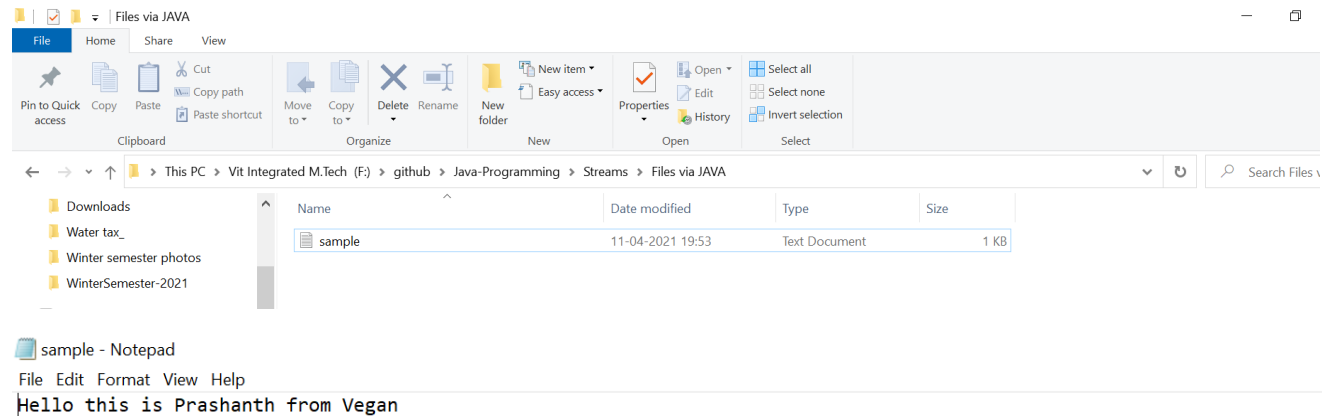 Files via JAVA
File Home Share View
Pin to Quick access
Copy
Paste
Cut
Copy path
Paste shortcut
Move to
Copy to
Delete
Rename
New folder
New item
Easy access
Properties
Open
Edit
History
Select all
Select none
Invert selection
Clipboard Organize New Open Select
This PC > Vit Integrated M.Tech (F:) > github > Java-Programming > Streams > Files via JAVA
Search Files v
Downloads
Water tax_
Winter semester photos
WinterSemester-2021
Name Date modified Type Size
sample 11-04-2021 19:53 Text Document 1 KB
sample - Notepad
File Edit Format View Help
Hello this is Prashanth from Vegan